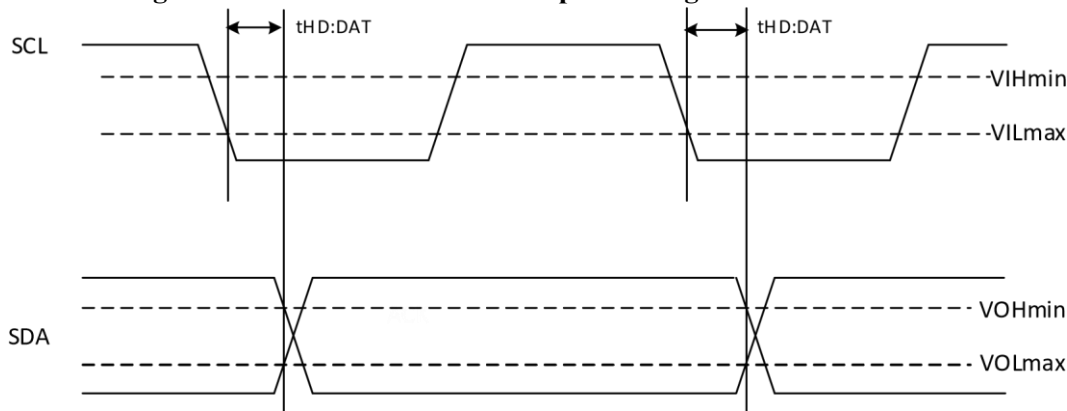 tHD:DAT
tHD:DAT
SCL
VIHmin
VILmax
VOHmin
SDA
VOLmax